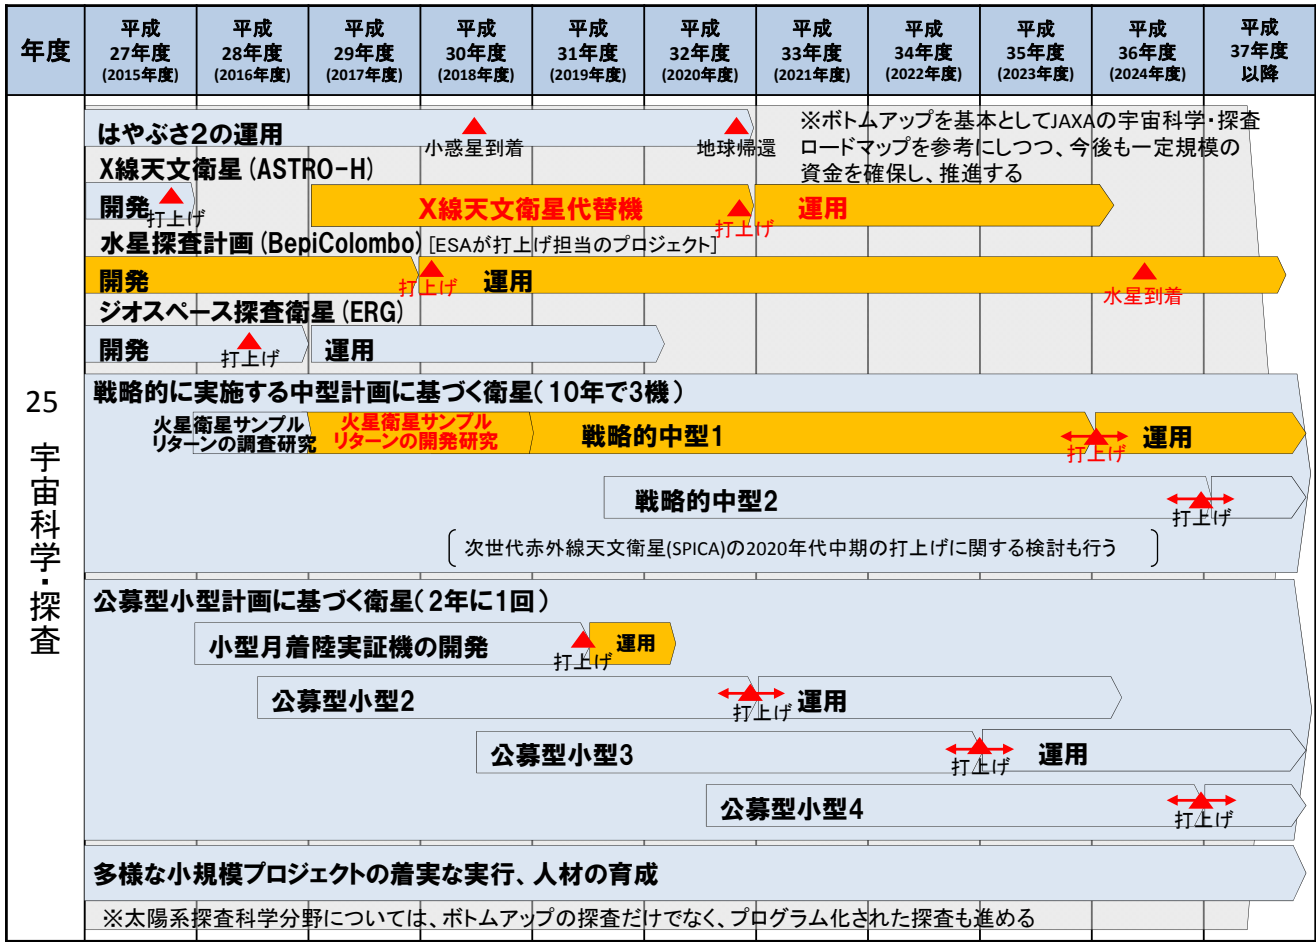 年度
平成
27年度
(2015年度)
平成
28年度
(2016年度)
平成
29年度
(2017年度)
平成
30年度
(2018年度)
平成
31年度
(2019年度)
平成
32年度
(2020年度)
平成
33年度
(2021年度)
平成
34年度
(2022年度)
平成
35年度
(2023年度)
平成
36年度
(2024年度)
平成
37年度
以降
25
宇宙科学・探査
はやぶさ2の運用
小惑星到着
地球帰還
※ボトムアップを基本としてJAXAの宇宙科学・探査
ロードマップを参考にしつつ、今後も一定規模の
資金を確保し、推進する
X線天文衛星(ASTRO-H)
開発
打上げ
X線天文衛星代替機
打上げ
運用
水星探査計画(BepiColombo)[ESAが打上げ担当のプロジェクト]
開発
打上げ
運用
水星到着
ジオスペース探査衛星(ERG)
開発
打上げ
運用
戦略的に実施する中型計画に基づく衛星(10年で3機)
火星衛星サンプル
リターンの調査研究
火星衛星サンプル
リターンの開発研究
戦略的中型1
打上げ
運用
戦略的中型2
打上げ
次世代赤外線天文衛星(SPICA)の2020年代中期の打上げに関する検討も行う
公募型小型計画に基づく衛星(2年に1回)
小型月着陸実証機の開発
打上げ
運用
公募型小型2
打上げ
運用
公募型小型3
打上げ
運用
公募型小型4
打上げ
多様な小規模プロジェクトの着実な実行、人材の育成
※太陽系探査科学分野については、ボトムアップの探査だけでなく、プログラム化された探査も進める